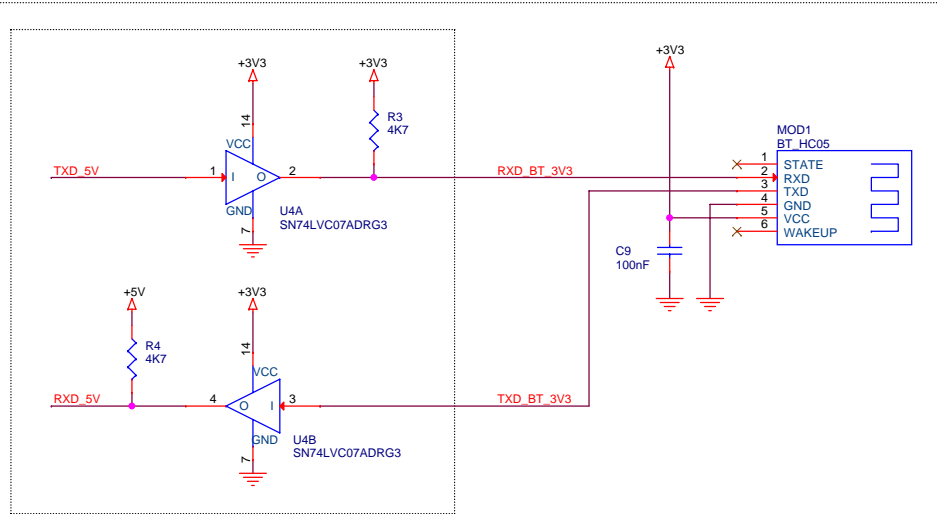 +3V3
+3V3
R3
4K7
14
VCC
TXD_5V
1
I
O
2
GND
7
U4A
SN74LVC07ADRG3
RXD_BT_3V3
+3V3
MOD1
BT_HC05
1
STATE
2
RXD
3
TXD
4
GND
5
VCC
6
WAKEUP
C9
100nF
+5V
R4
4K7
+3V3
14
VCC
RXD_5V
4
O
I
3
GND
7
U4B
SN74LVC07ADRG3
TXD_BT_3V3